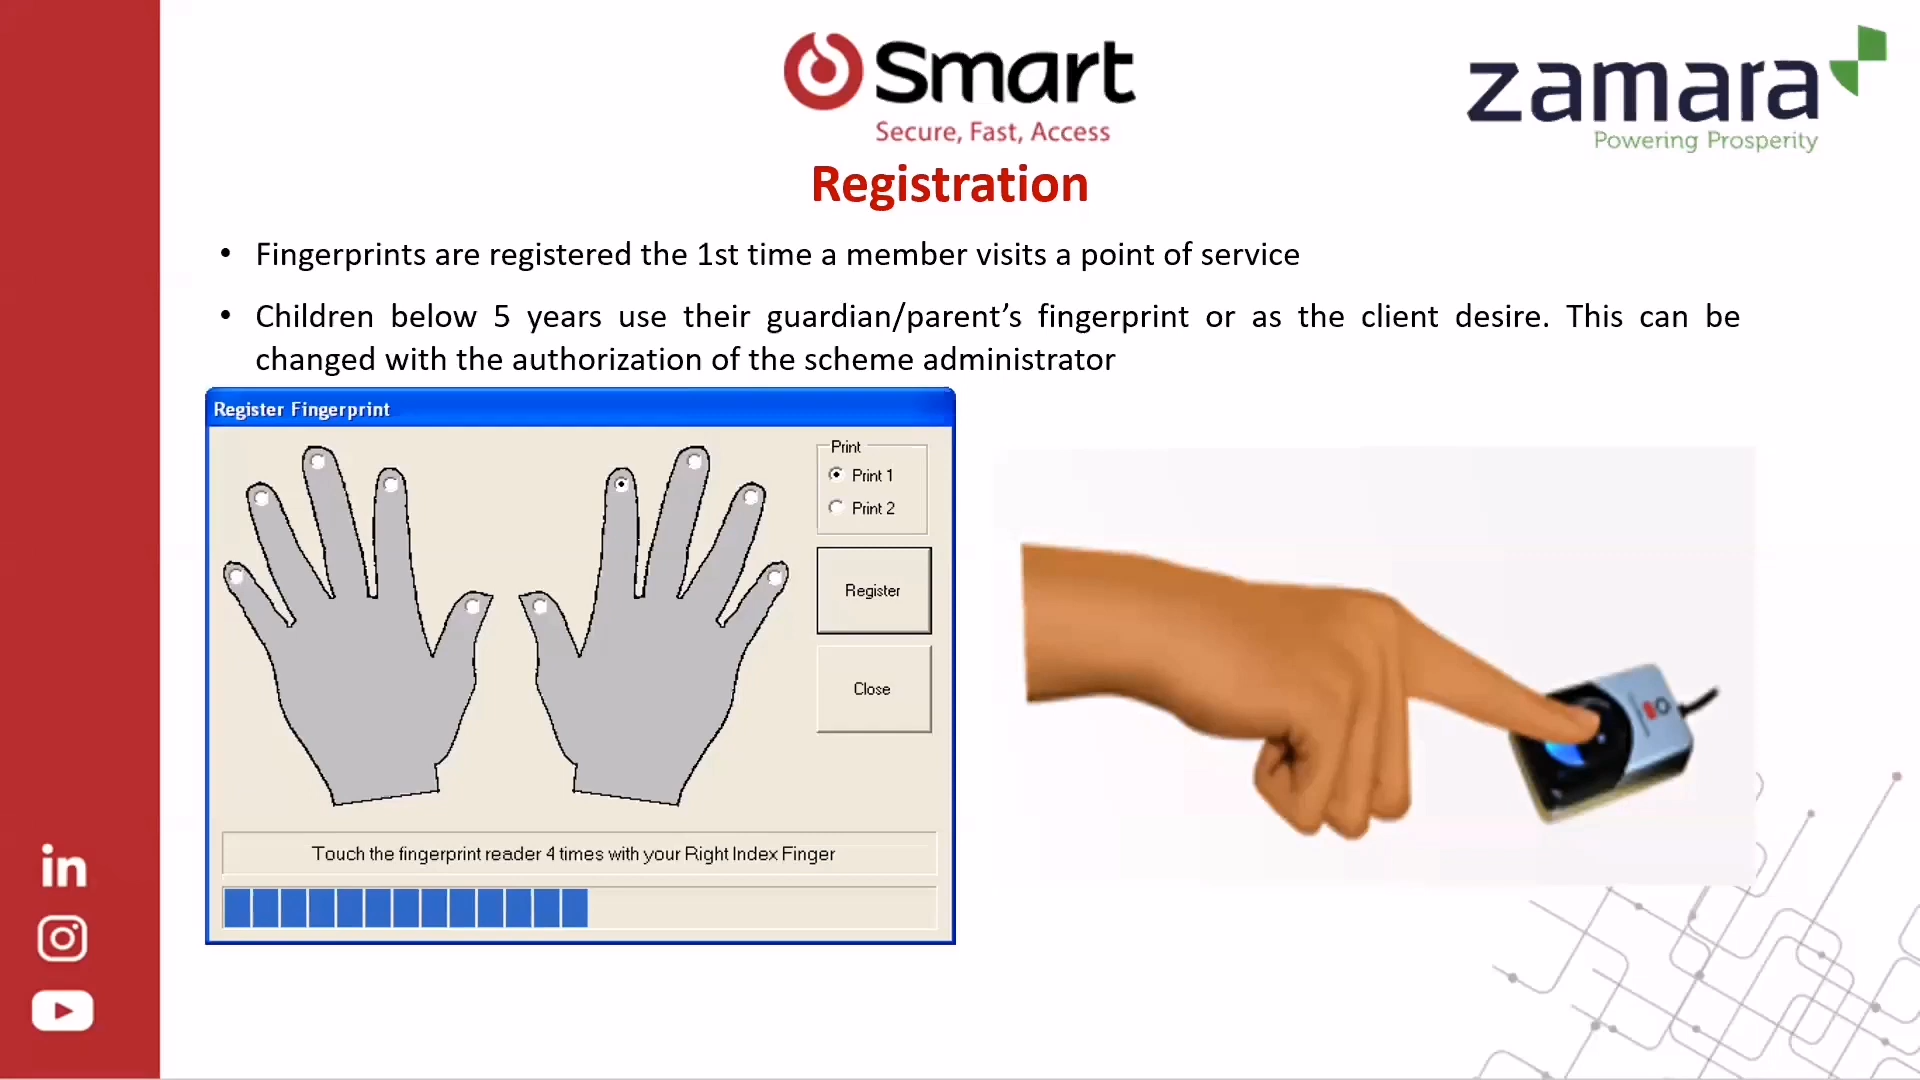 Smart
Secure, Fast, Access
zamara
Powering Prosperity
Registration
• Fingerprints are registered the 1st time a member visits a point of service
• Children below 5 years use their guardian/parent’s fingerprint or as the client desire. This can be
changed with the authorization of the scheme administrator
Register Fingerprint
Print
Print 1
Print 2
Register
Close
Touch the fingerprint reader 4 times with your Right Index Finger
in